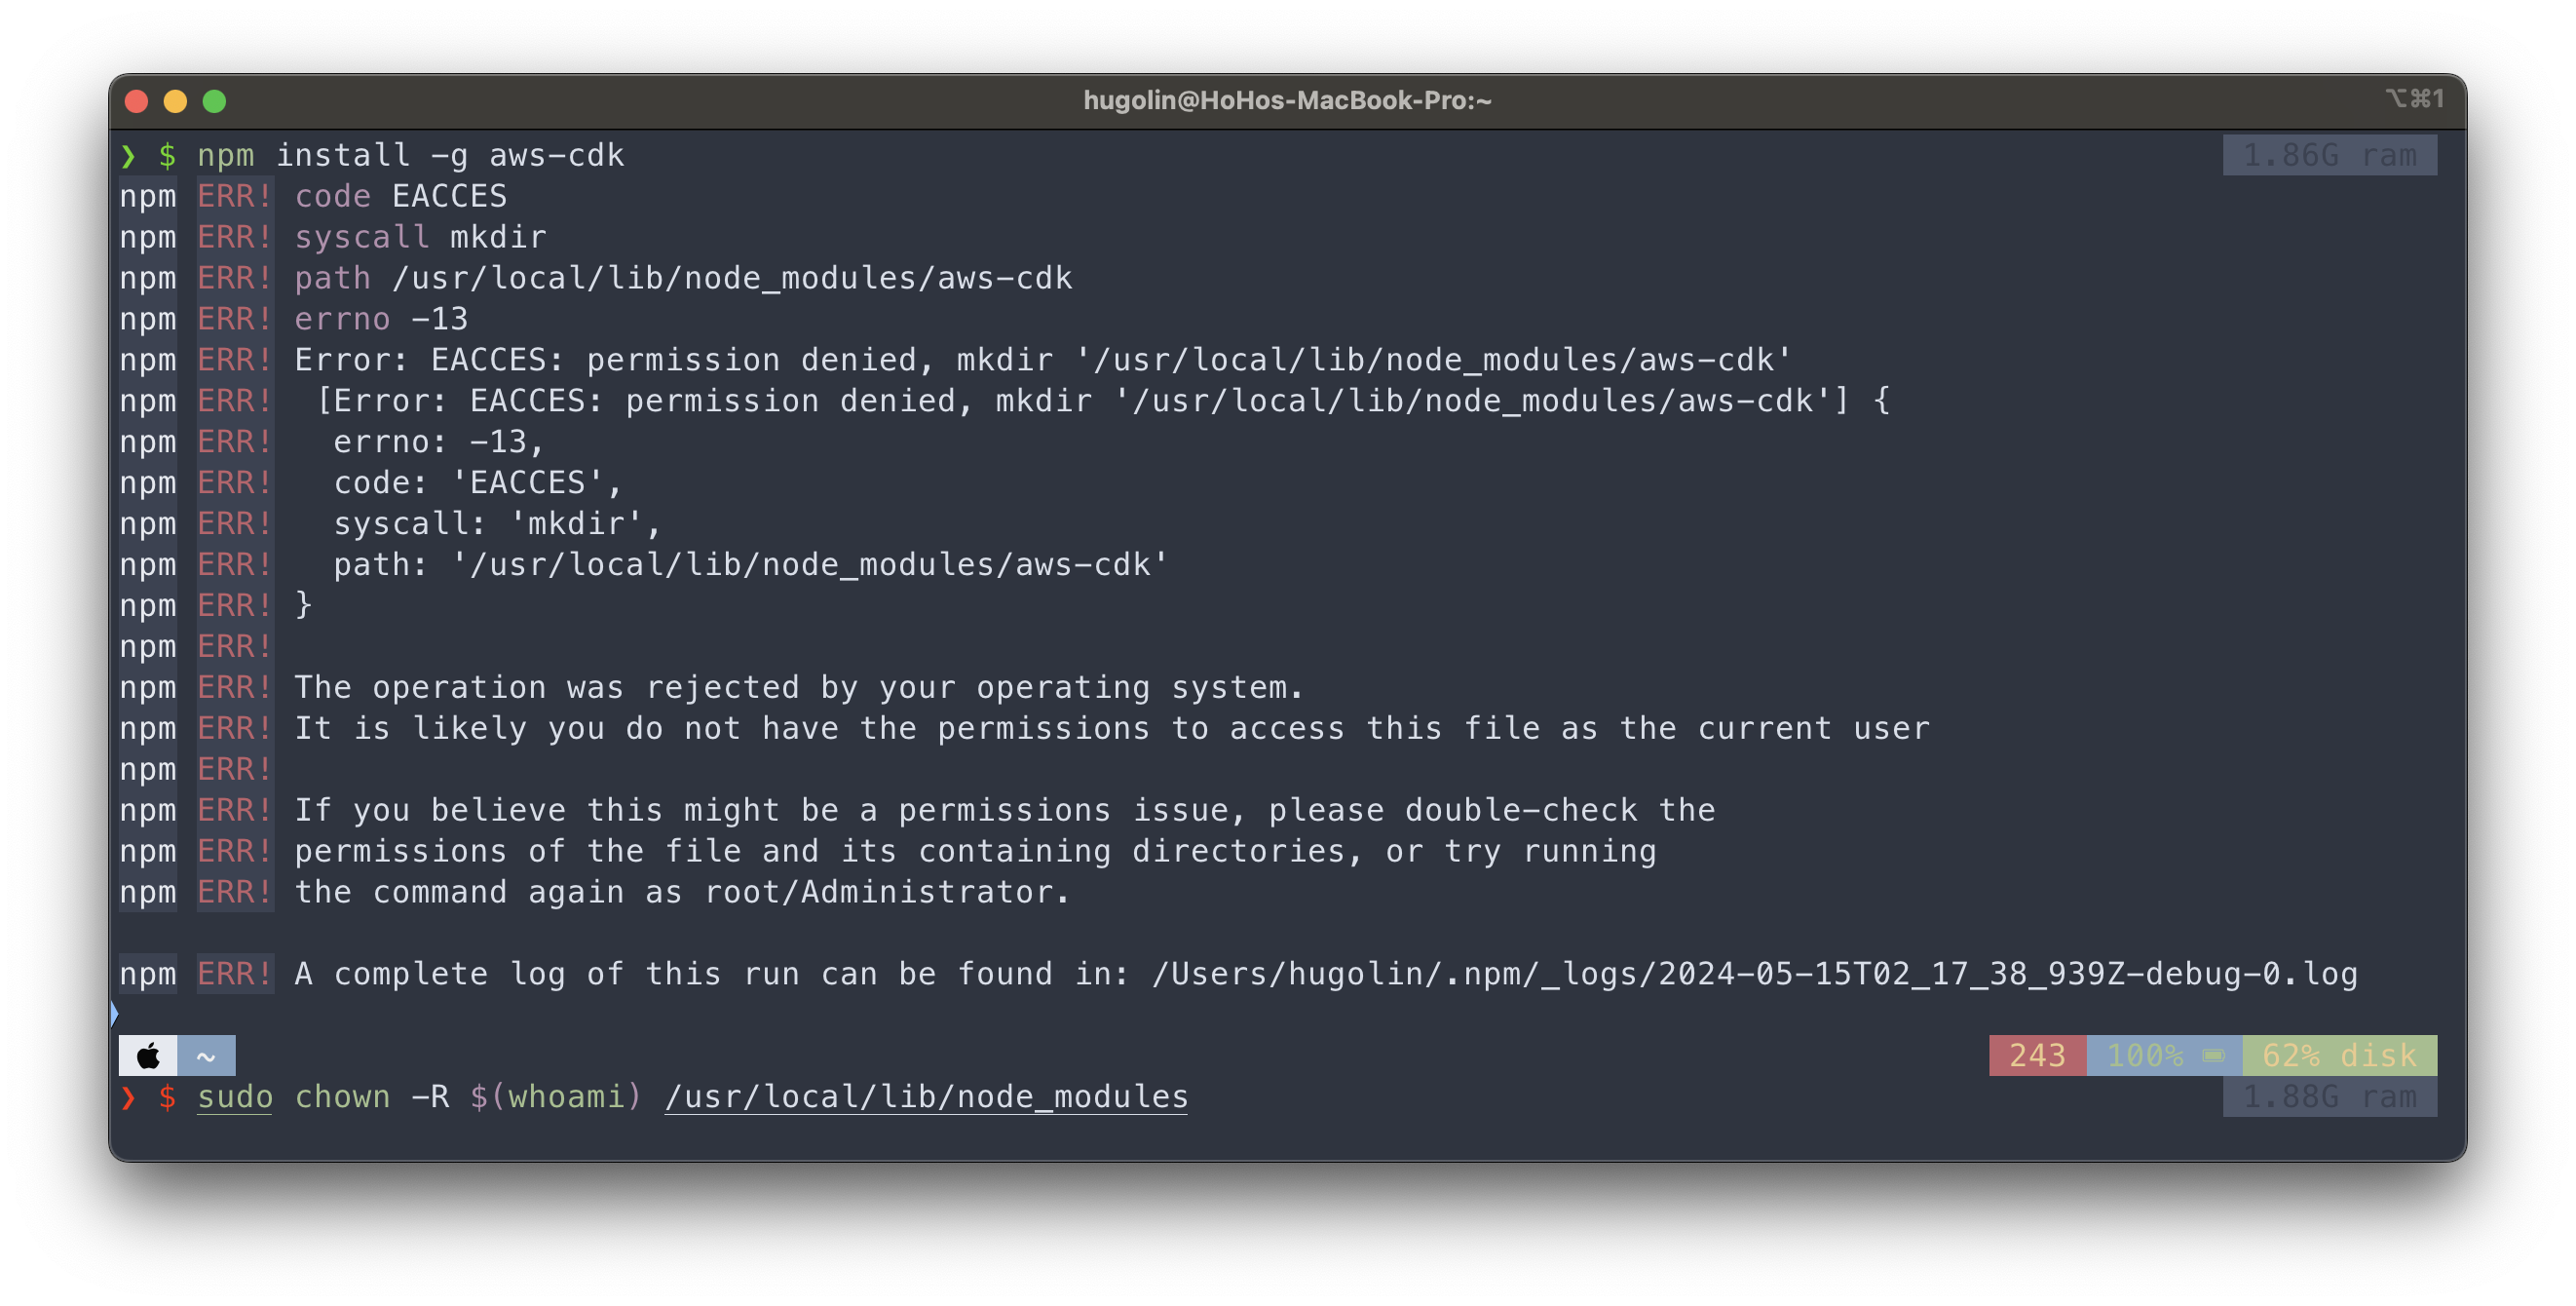 hugolin@HoHos-MacBook-Pro:~ ⌥⌘1
❯ $ npm install -g aws-cdk 1.86G ram
npm ERR! code EACCES
npm ERR! syscall mkdir
npm ERR! path /usr/local/lib/node_modules/aws-cdk
npm ERR! errno -13
npm ERR! Error: EACCES: permission denied, mkdir '/usr/local/lib/node_modules/aws-cdk'
npm ERR!  [Error: EACCES: permission denied, mkdir '/usr/local/lib/node_modules/aws-cdk'] {
npm ERR!   errno: -13,
npm ERR!   code: 'EACCES',
npm ERR!   syscall: 'mkdir',
npm ERR!   path: '/usr/local/lib/node_modules/aws-cdk'
npm ERR! }
npm ERR!
npm ERR! The operation was rejected by your operating system.
npm ERR! It is likely you do not have the permissions to access this file as the current user
npm ERR!
npm ERR! If you believe this might be a permissions issue, please double-check the
npm ERR! permissions of the file and its containing directories, or try running
npm ERR! the command again as root/Administrator.
npm ERR! A complete log of this run can be found in: /Users/hugolin/.npm/_logs/2024-05-15T02_17_38_939Z-debug-0.log
~ 243 100% 62% disk
❯ $ sudo chown -R $(whoami) /usr/local/lib/node_modules 1.88G ram